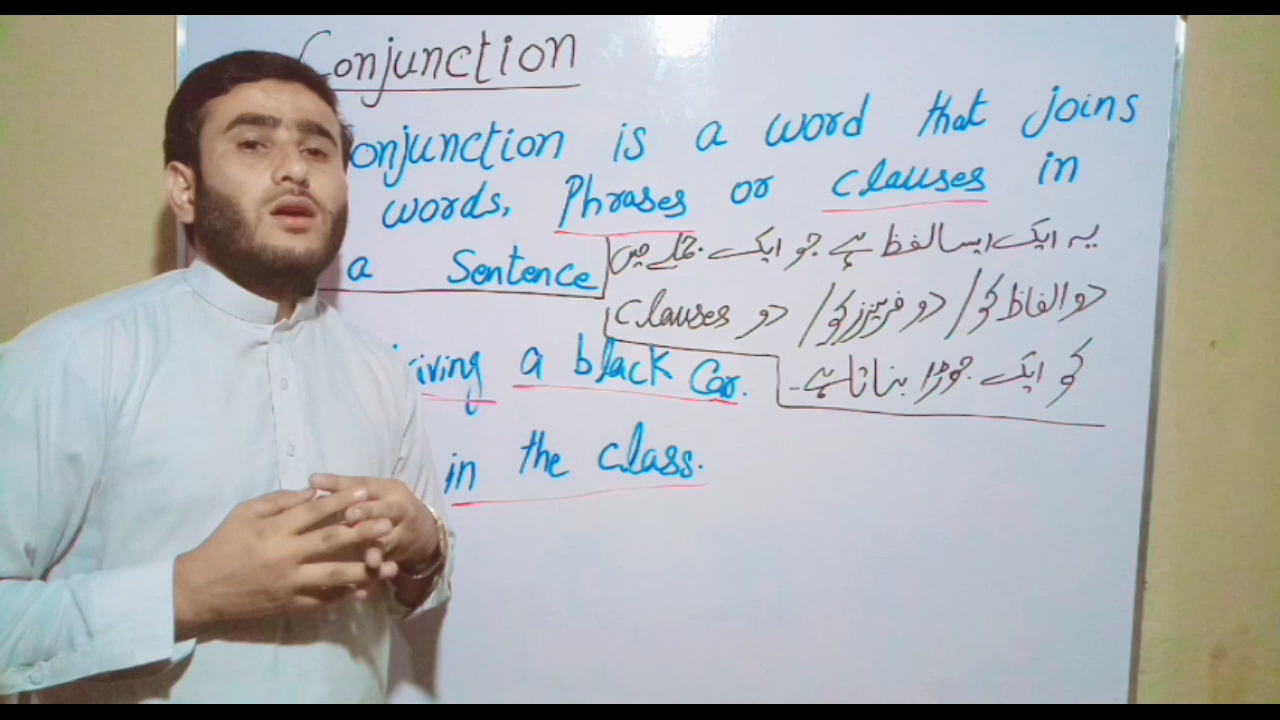 Conjunction
onjunction is a word that joins
words, Phrases or clauses in
a Sentence
یہ ایک ایسا لفظ ہے جو ایک جملے میں
دو الفاظ کو / دو فریزز کو / دو Clauses
کو ایک جوڑا بناتا ہے۔
iving a black Car.
in the class.